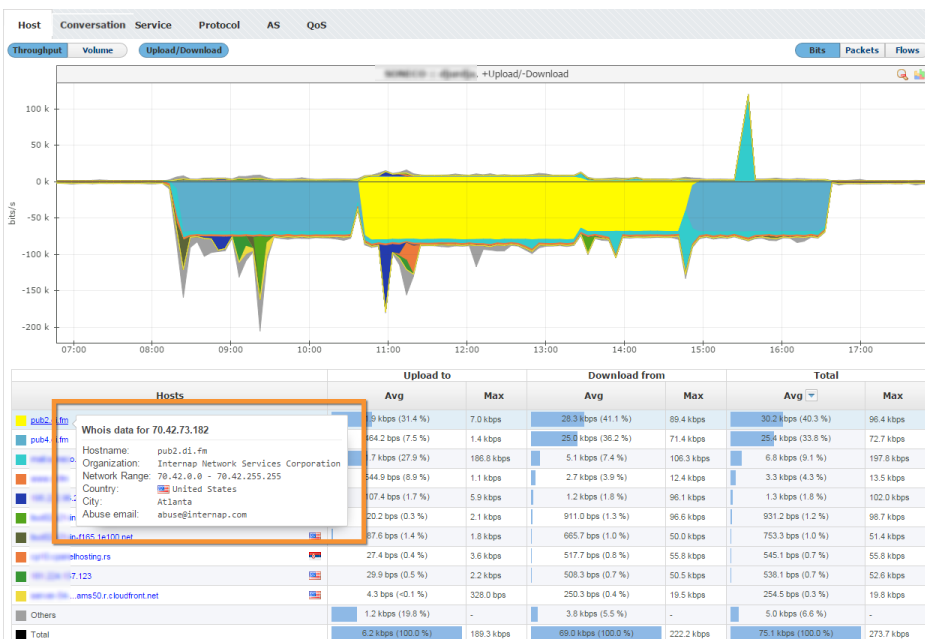 Host Conversation Service Protocol AS QoS
Throughput Volume Upload/Download Bits Packets Flows
+Upload/-Download
100 k
50 k
0 k
-50 k
-100 k
-150 k
-200 k
bits/s
07:00 08:00 09:00 10:00 11:00 12:00 13:00 14:00 15:00 16:00 17:00
Upload to Download from Total
Hosts Avg Max Avg Max Avg Max
pub2. .fm .9 kbps (31.4 %) 7.0 kbps 28.3 kbps (41.1 %) 89.4 kbps 30.2 kbps (40.3 %) 96.4 kbps
pub4. .fm 464.2 bps (7.5 %) 1.4 kbps 25.0 kbps (36.2 %) 71.4 kbps 25.4 kbps (33.8 %) 72.7 kbps
.7 kbps (27.9 %) 186.8 kbps 5.1 kbps (7.4 %) 106.3 kbps 6.8 kbps (9.1 %) 197.8 kbps
544.9 bps (8.9 %) 1.1 kbps 2.7 kbps (3.9 %) 12.4 kbps 3.3 kbps (4.3 %) 13.5 kbps
107.4 bps (1.7 %) 5.9 kbps 1.2 kbps (1.8 %) 96.1 kbps 1.3 kbps (1.8 %) 102.0 kbps
20.2 bps (0.3 %) 2.1 kbps 911.0 bps (1.3 %) 96.6 kbps 931.2 bps (1.2 %) 98.7 kbps
.in-f165.1e100.net 87.6 bps (1.4 %) 1.8 kbps 665.7 bps (1.0 %) 50.0 kbps 753.3 bps (1.0 %) 51.4 kbps
elhosting.rs 27.4 bps (0.4 %) 3.6 kbps 517.7 bps (0.8 %) 55.8 kbps 545.1 bps (0.7 %) 55.8 kbps
7.123 29.9 bps (0.5 %) 2.2 kbps 508.3 bps (0.7 %) 50.5 kbps 538.1 bps (0.7 %) 52.6 kbps
...ams50.r.cloudfront.net 4.3 bps (<0.1 %) 328.0 bps 250.3 bps (0.4 %) 19.5 kbps 254.5 bps (0.3 %) 19.8 kbps
Others 1.2 kbps (19.8 %) - 3.8 kbps (5.5 %) - 5.0 kbps (6.6 %) -
Total 6.2 kbps (100.0 %) 189.3 kbps 69.0 kbps (100.0 %) 222.2 kbps 75.1 kbps (100.0 %) 273.7 kbps
Whois data for 70.42.73.182
Hostname: pub2.di.fm
Organization: Internap Network Services Corporation
Network Range: 70.42.0.0 - 70.42.255.255
Country: United States
City: Atlanta
Abuse email: abuse@internap.com